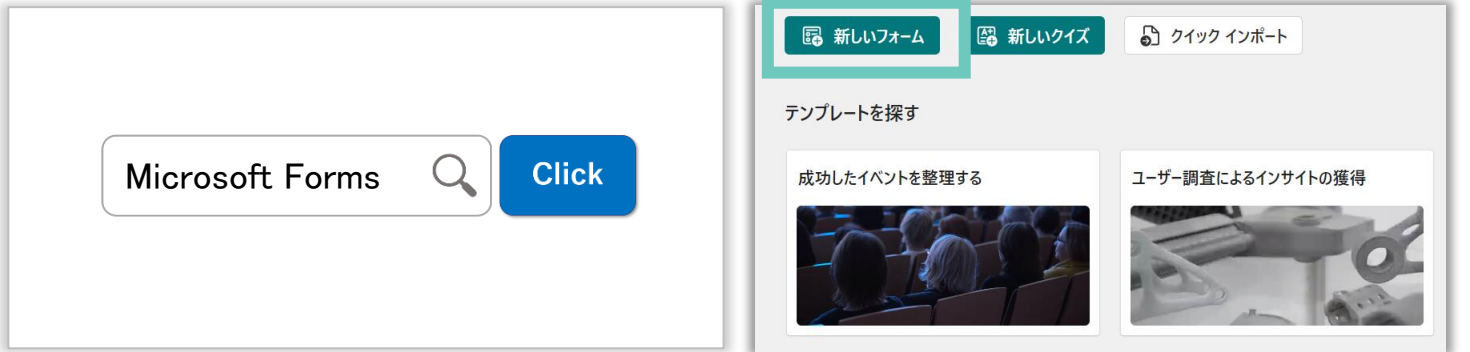 Microsoft Forms
Click
新しいフォーム
新しいクイズ
クイック インポート
テンプレートを探す
成功したイベントを整理する
ユーザー調査によるインサイトの獲得